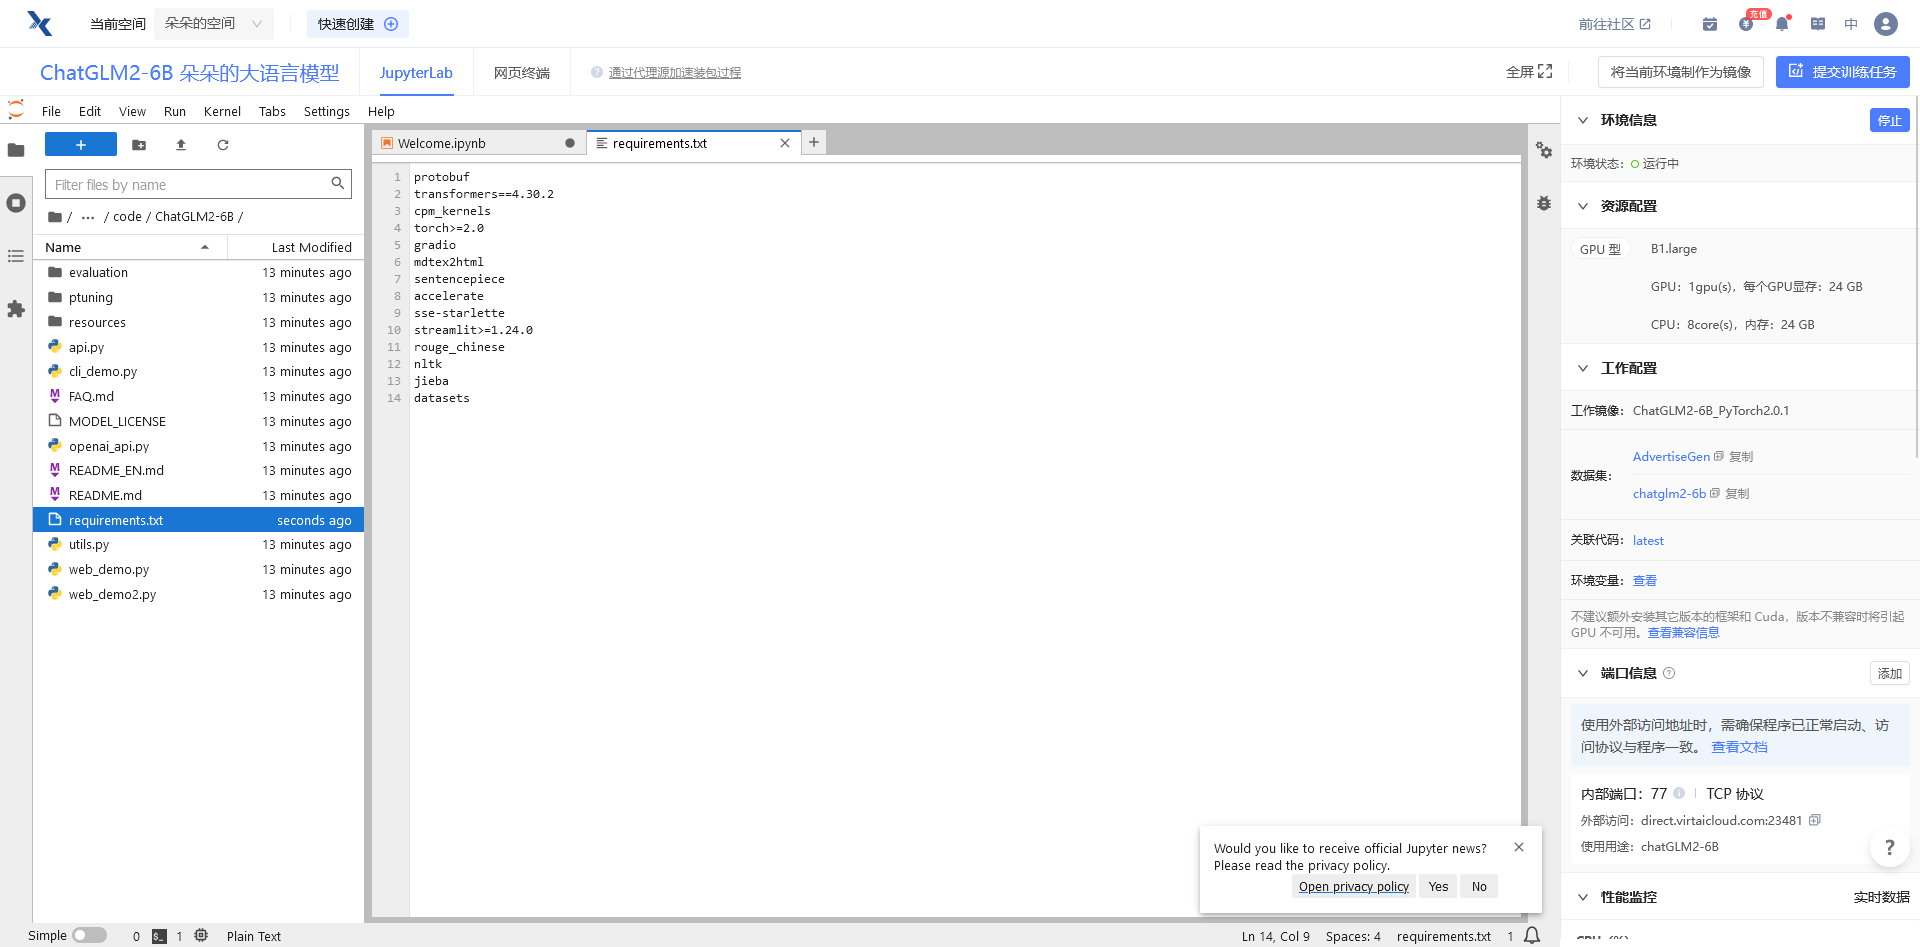 当前空间
朵朵的空间
快速创建
前往社区
充值
中
ChatGLM2-6B 朵朵的大语言模型
JupyterLab
网页终端
通过代理源加速装包过程
全屏
将当前环境制作为镜像
提交训练任务
File Edit View Run Kernel Tabs Settings Help
Filter files by name
/ ··· / code / ChatGLM2-6B /
Name Last Modified
evaluation 13 minutes ago
ptuning 13 minutes ago
resources 13 minutes ago
api.py 13 minutes ago
cli_demo.py 13 minutes ago
FAQ.md 13 minutes ago
MODEL_LICENSE 13 minutes ago
openai_api.py 13 minutes ago
README_EN.md 13 minutes ago
README.md 13 minutes ago
requirements.txt seconds ago
utils.py 13 minutes ago
web_demo.py 13 minutes ago
web_demo2.py 13 minutes ago
Welcome.ipynb
requirements.txt
1 protobuf
2 transformers==4.30.2
3 cpm_kernels
4 torch>=2.0
5 gradio
6 mdtex2html
7 sentencepiece
8 accelerate
9 sse-starlette
10 streamlit>=1.24.0
11 rouge_chinese
12 nltk
13 jieba
14 datasets
Would you like to receive official Jupyter news?
Please read the privacy policy.
Open privacy policy Yes No
环境信息 停止
环境状态： 运行中
资源配置
GPU 型 B1.large
GPU：1gpu(s)，每个GPU显存：24 GB
CPU：8core(s)，内存：24 GB
工作配置
工作镜像： ChatGLM2-6B_PyTorch2.0.1
数据集：
AdvertiseGen 复制
chatglm2-6b 复制
关联代码： latest
环境变量： 查看
不建议额外安装其它版本的框架和 Cuda，版本不兼容时将引起
GPU 不可用。查看兼容信息
端口信息 添加
使用外部访问地址时，需确保程序已正常启动、访
问协议与程序一致。 查看文档
内部端口：77 TCP 协议
外部访问： direct.virtaicloud.com:23481
使用用途： chatGLM2-6B
?
性能监控 实时数据
Simple 0 1 Plain Text
Ln 14, Col 9 Spaces: 4 requirements.txt 1